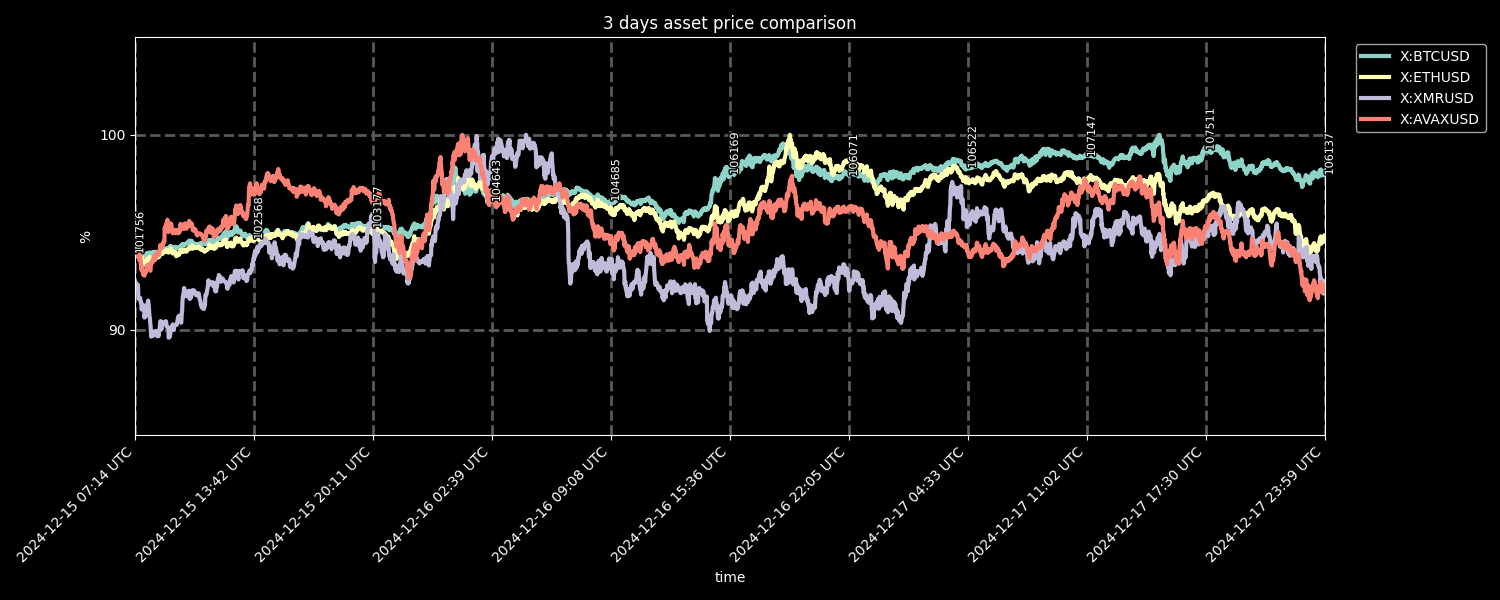 3 days asset price comparison
X:BTCUSD
X:ETHUSD
X:XMRUSD
X:AVAXUSD
%
100
90
101756
102568
103177
104643
104685
106169
106071
106522
107147
107511
106137
2024-12-15 07:14 UTC
2024-12-15 13:42 UTC
2024-12-15 20:11 UTC
2024-12-16 02:39 UTC
2024-12-16 09:08 UTC
2024-12-16 15:36 UTC
2024-12-16 22:05 UTC
2024-12-17 04:33 UTC
2024-12-17 11:02 UTC
2024-12-17 17:30 UTC
2024-12-17 23:59 UTC
time